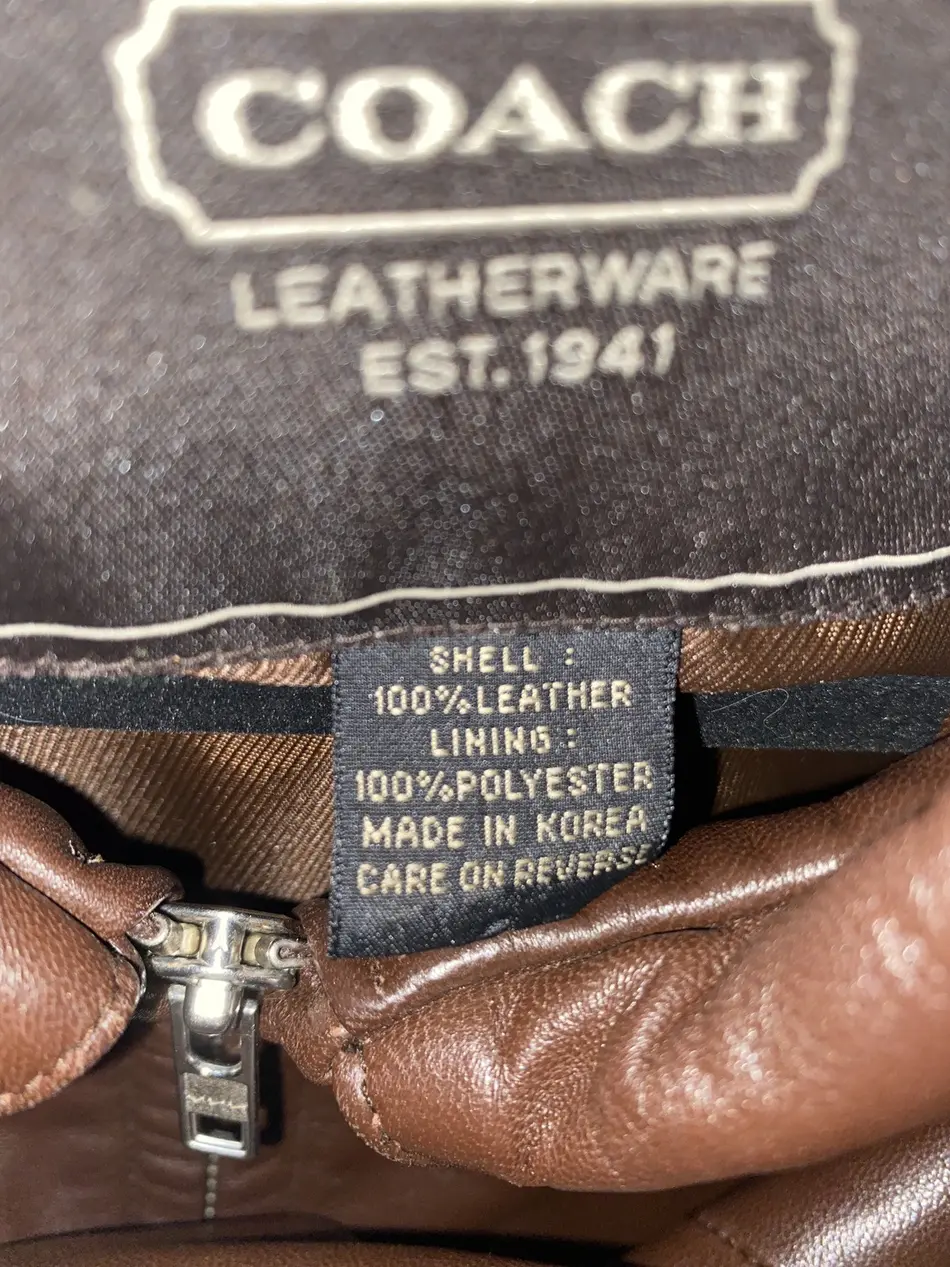 COACH
LEATHERWARE
EST. 1941
SHELL :
100%LEATHER
LINING :
100%POLYESTER
MADE IN KOREA
CARE ON REVERSE